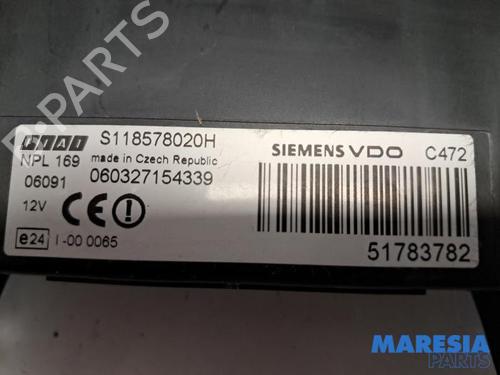 FIAT S118578020H
NPL 169 made in Czech Republic
06091 060327154339
12V CE
e24 I-00 0065
SIEMENS VDO C472
51783782
MARESIA
PARTS